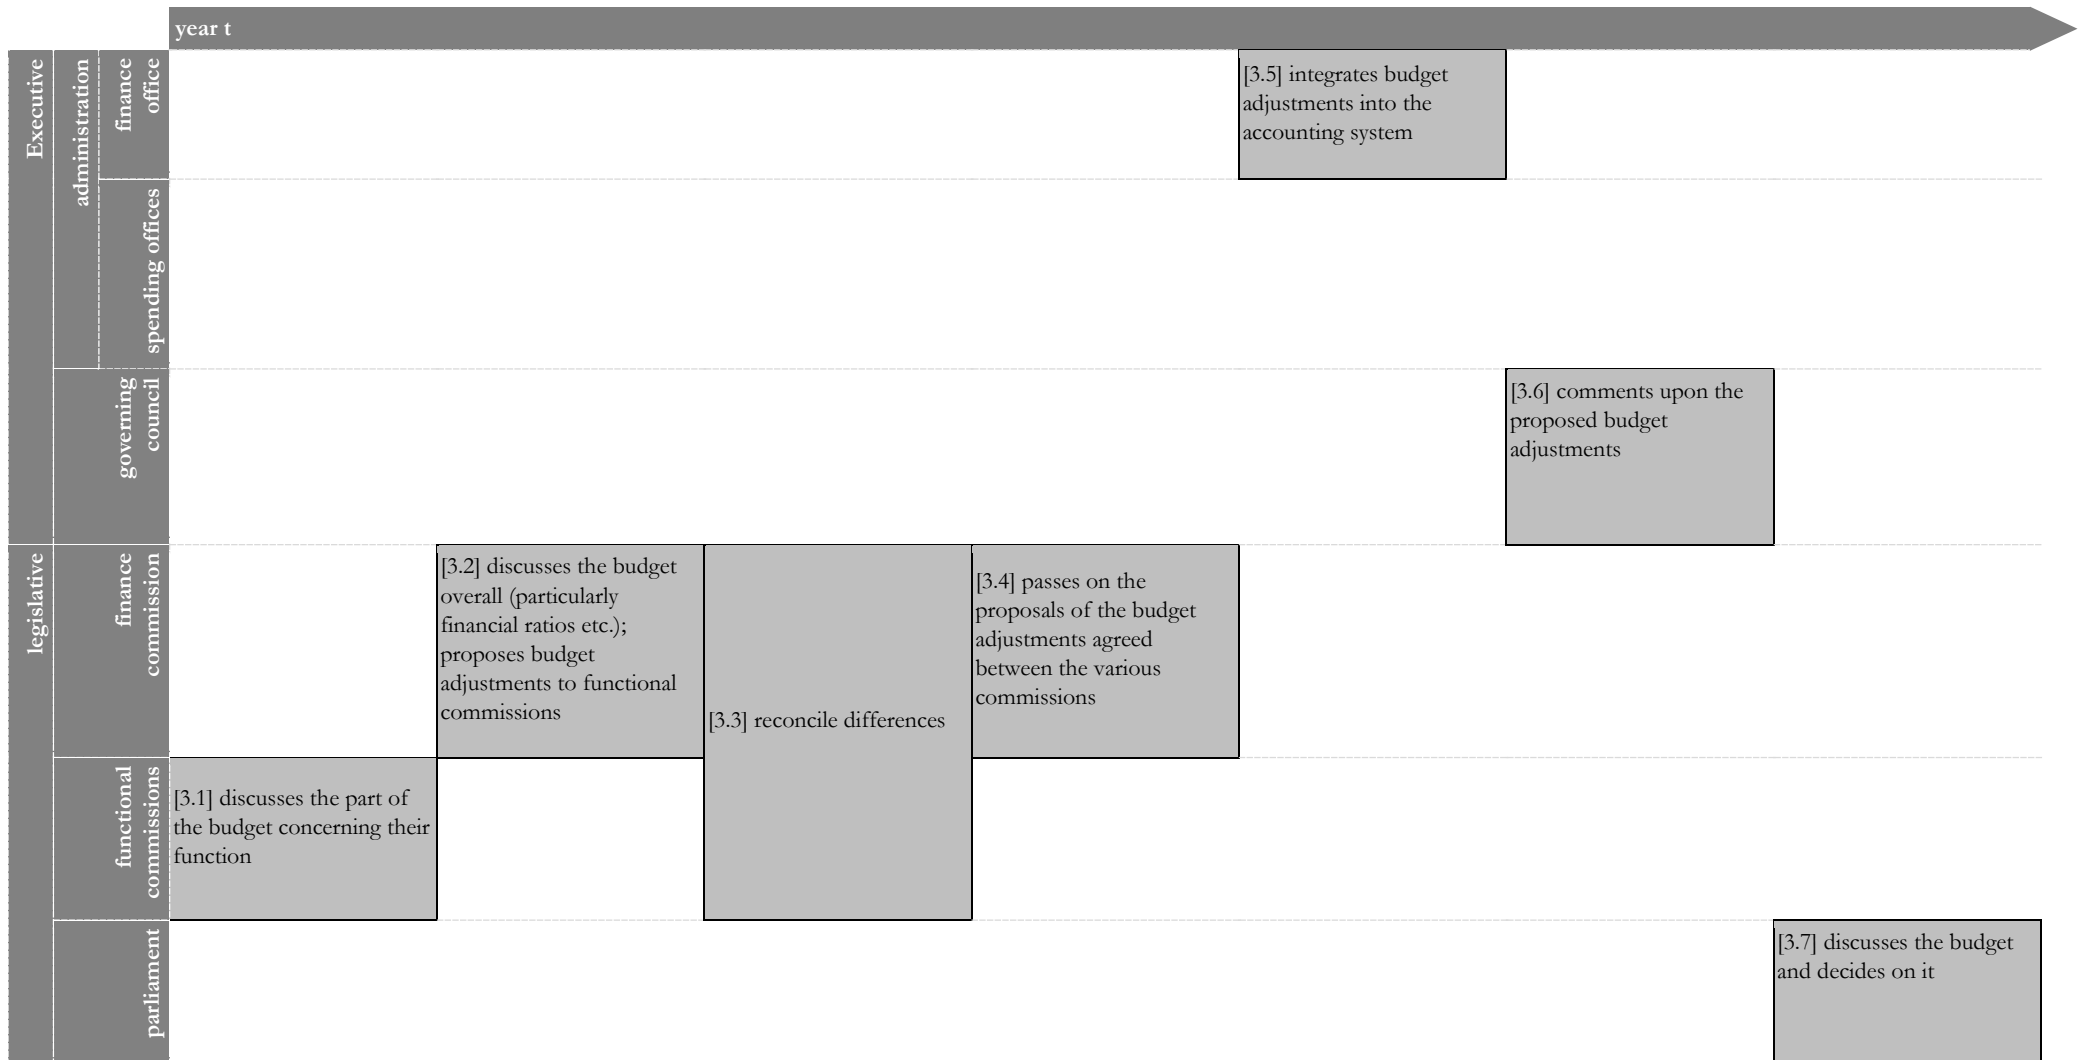 year t
Executive
administration
finance
office
[3.5] integrates budget
adjustments into the
accounting system
spending offices
governing
council
[3.6] comments upon the
proposed budget
adjustments
legislative
finance
commission
[3.2] discusses the budget
overall (particularly
financial ratios etc.);
proposes budget
adjustments to functional
commissions
[3.3] reconcile differences
[3.4] passes on the
proposals of the budget
adjustments agreed
between the various
commissions
functional
commissions
[3.1] discusses the part of
the budget concerning their
function
parliament
[3.7] discusses the budget
and decides on it